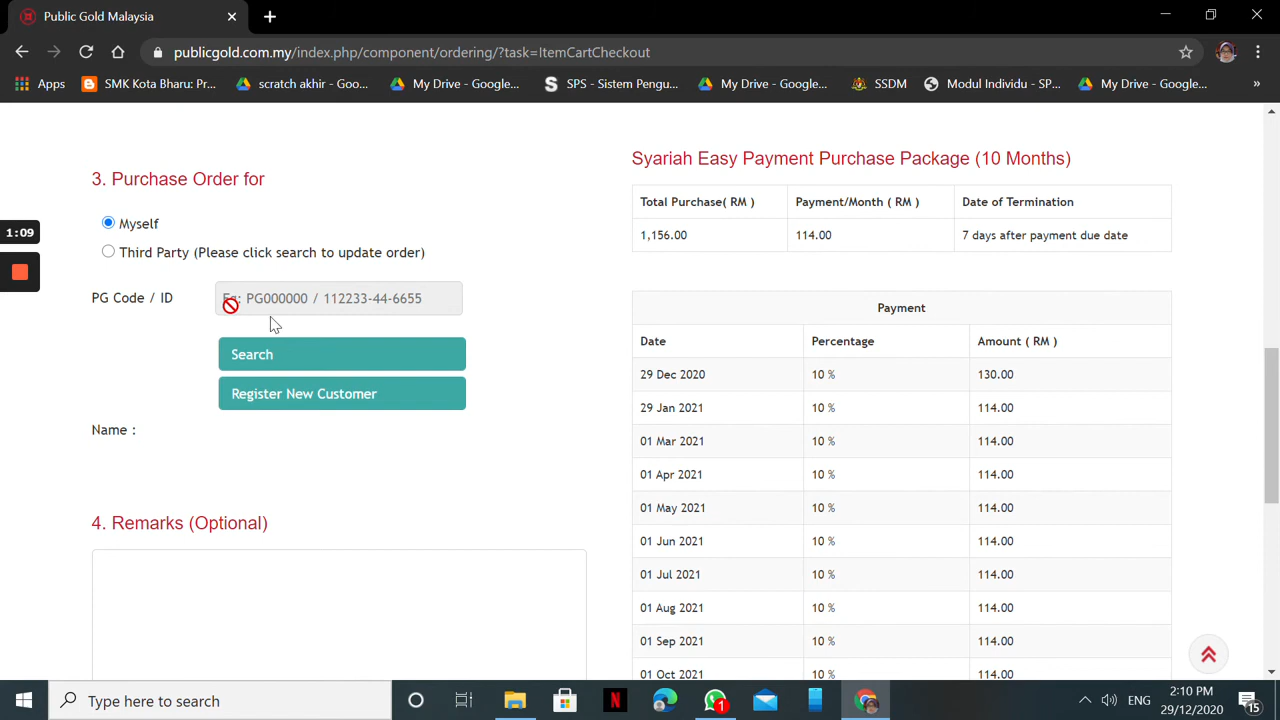 Public Gold Malaysia
publicgold.com.my/index.php/component/ordering/?task=ItemCartCheckout
Apps
SMK Kota Bharu: Pr...
scratch akhir - Goo...
My Drive - Google...
SPS - Sistem Pengu...
My Drive - Google...
SSDM
Modul Individu - SP...
My Drive - Google...
3. Purchase Order for
Myself
1:09
Third Party (Please click search to update order)
PG Code / ID
Eg: PG000000 / 112233-44-6655
Search
Register New Customer
Name :
4. Remarks (Optional)
Syariah Easy Payment Purchase Package (10 Months)
Total Purchase( RM ) Payment/Month ( RM ) Date of Termination
1,156.00 114.00 7 days after payment due date
Payment
Date Percentage Amount ( RM )
29 Dec 2020 10 % 130.00
29 Jan 2021 10 % 114.00
01 Mar 2021 10 % 114.00
01 Apr 2021 10 % 114.00
01 May 2021 10 % 114.00
01 Jun 2021 10 % 114.00
01 Jul 2021 10 % 114.00
01 Aug 2021 10 % 114.00
01 Sep 2021 10 % 114.00
01 Oct 2021 10 % 114.00
Type here to search
N
1
ENG
2:10 PM
29/12/2020
15